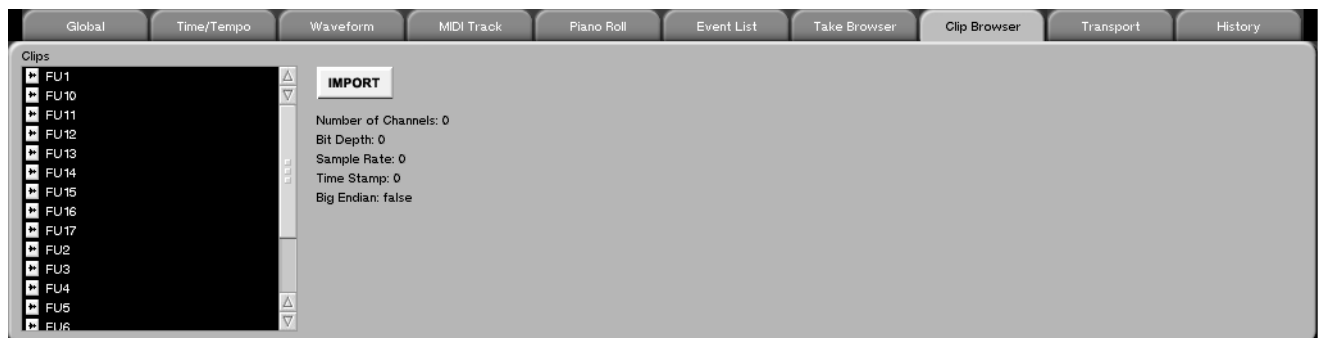 Global Time/Tempo Waveform MIDI Track Piano Roll Event List Take Browser Clip Browser Transport History
Clips
FU1
FU10
FU11
FU12
FU13
FU14
FU15
FU16
FU17
FU2
FU3
FU4
FU5
FU6
IMPORT
Number of Channels: 0
Bit Depth: 0
Sample Rate: 0
Time Stamp: 0
Big Endian: false